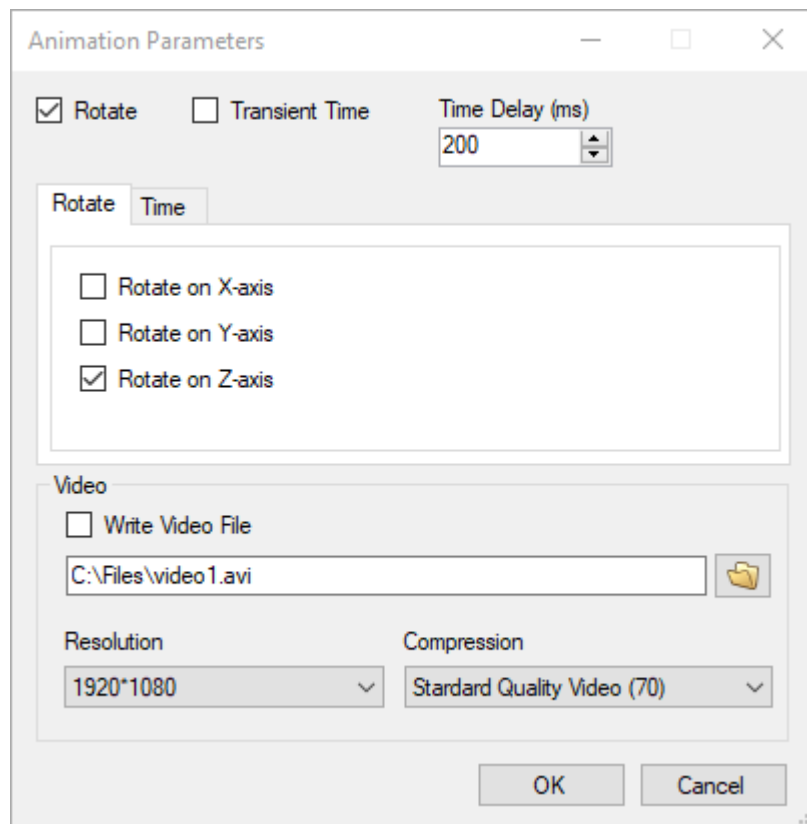 Animation Parameters
Rotate Transient Time Time Delay (ms)
200
Rotate Time
Rotate on X-axis
Rotate on Y-axis
Rotate on Z-axis
Video
Write Video File
C:\Files\video1.avi
Resolution Compression
1920*1080 Stardard Quality Video (70)
OK Cancel